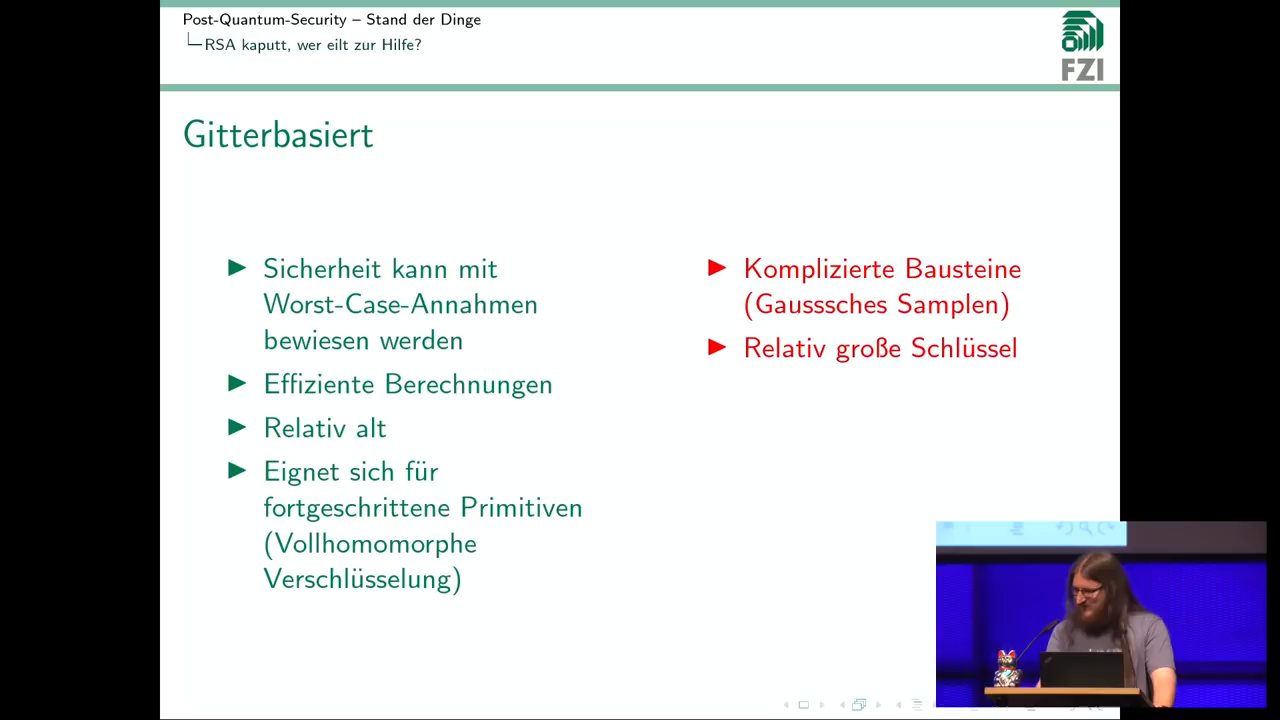 Post-Quantum-Security – Stand der Dinge
RSA kaputt, wer eilt zur Hilfe?
FZI
Gitterbasiert
Sicherheit kann mit
Worst-Case-Annahmen
bewiesen werden
Effiziente Berechnungen
Relativ alt
Eignet sich für
fortgeschrittene Primitiven
(Vollhomomorphe
Verschlüsselung)
Komplizierte Bausteine
(Gausssches Samplen)
Relativ große Schlüssel